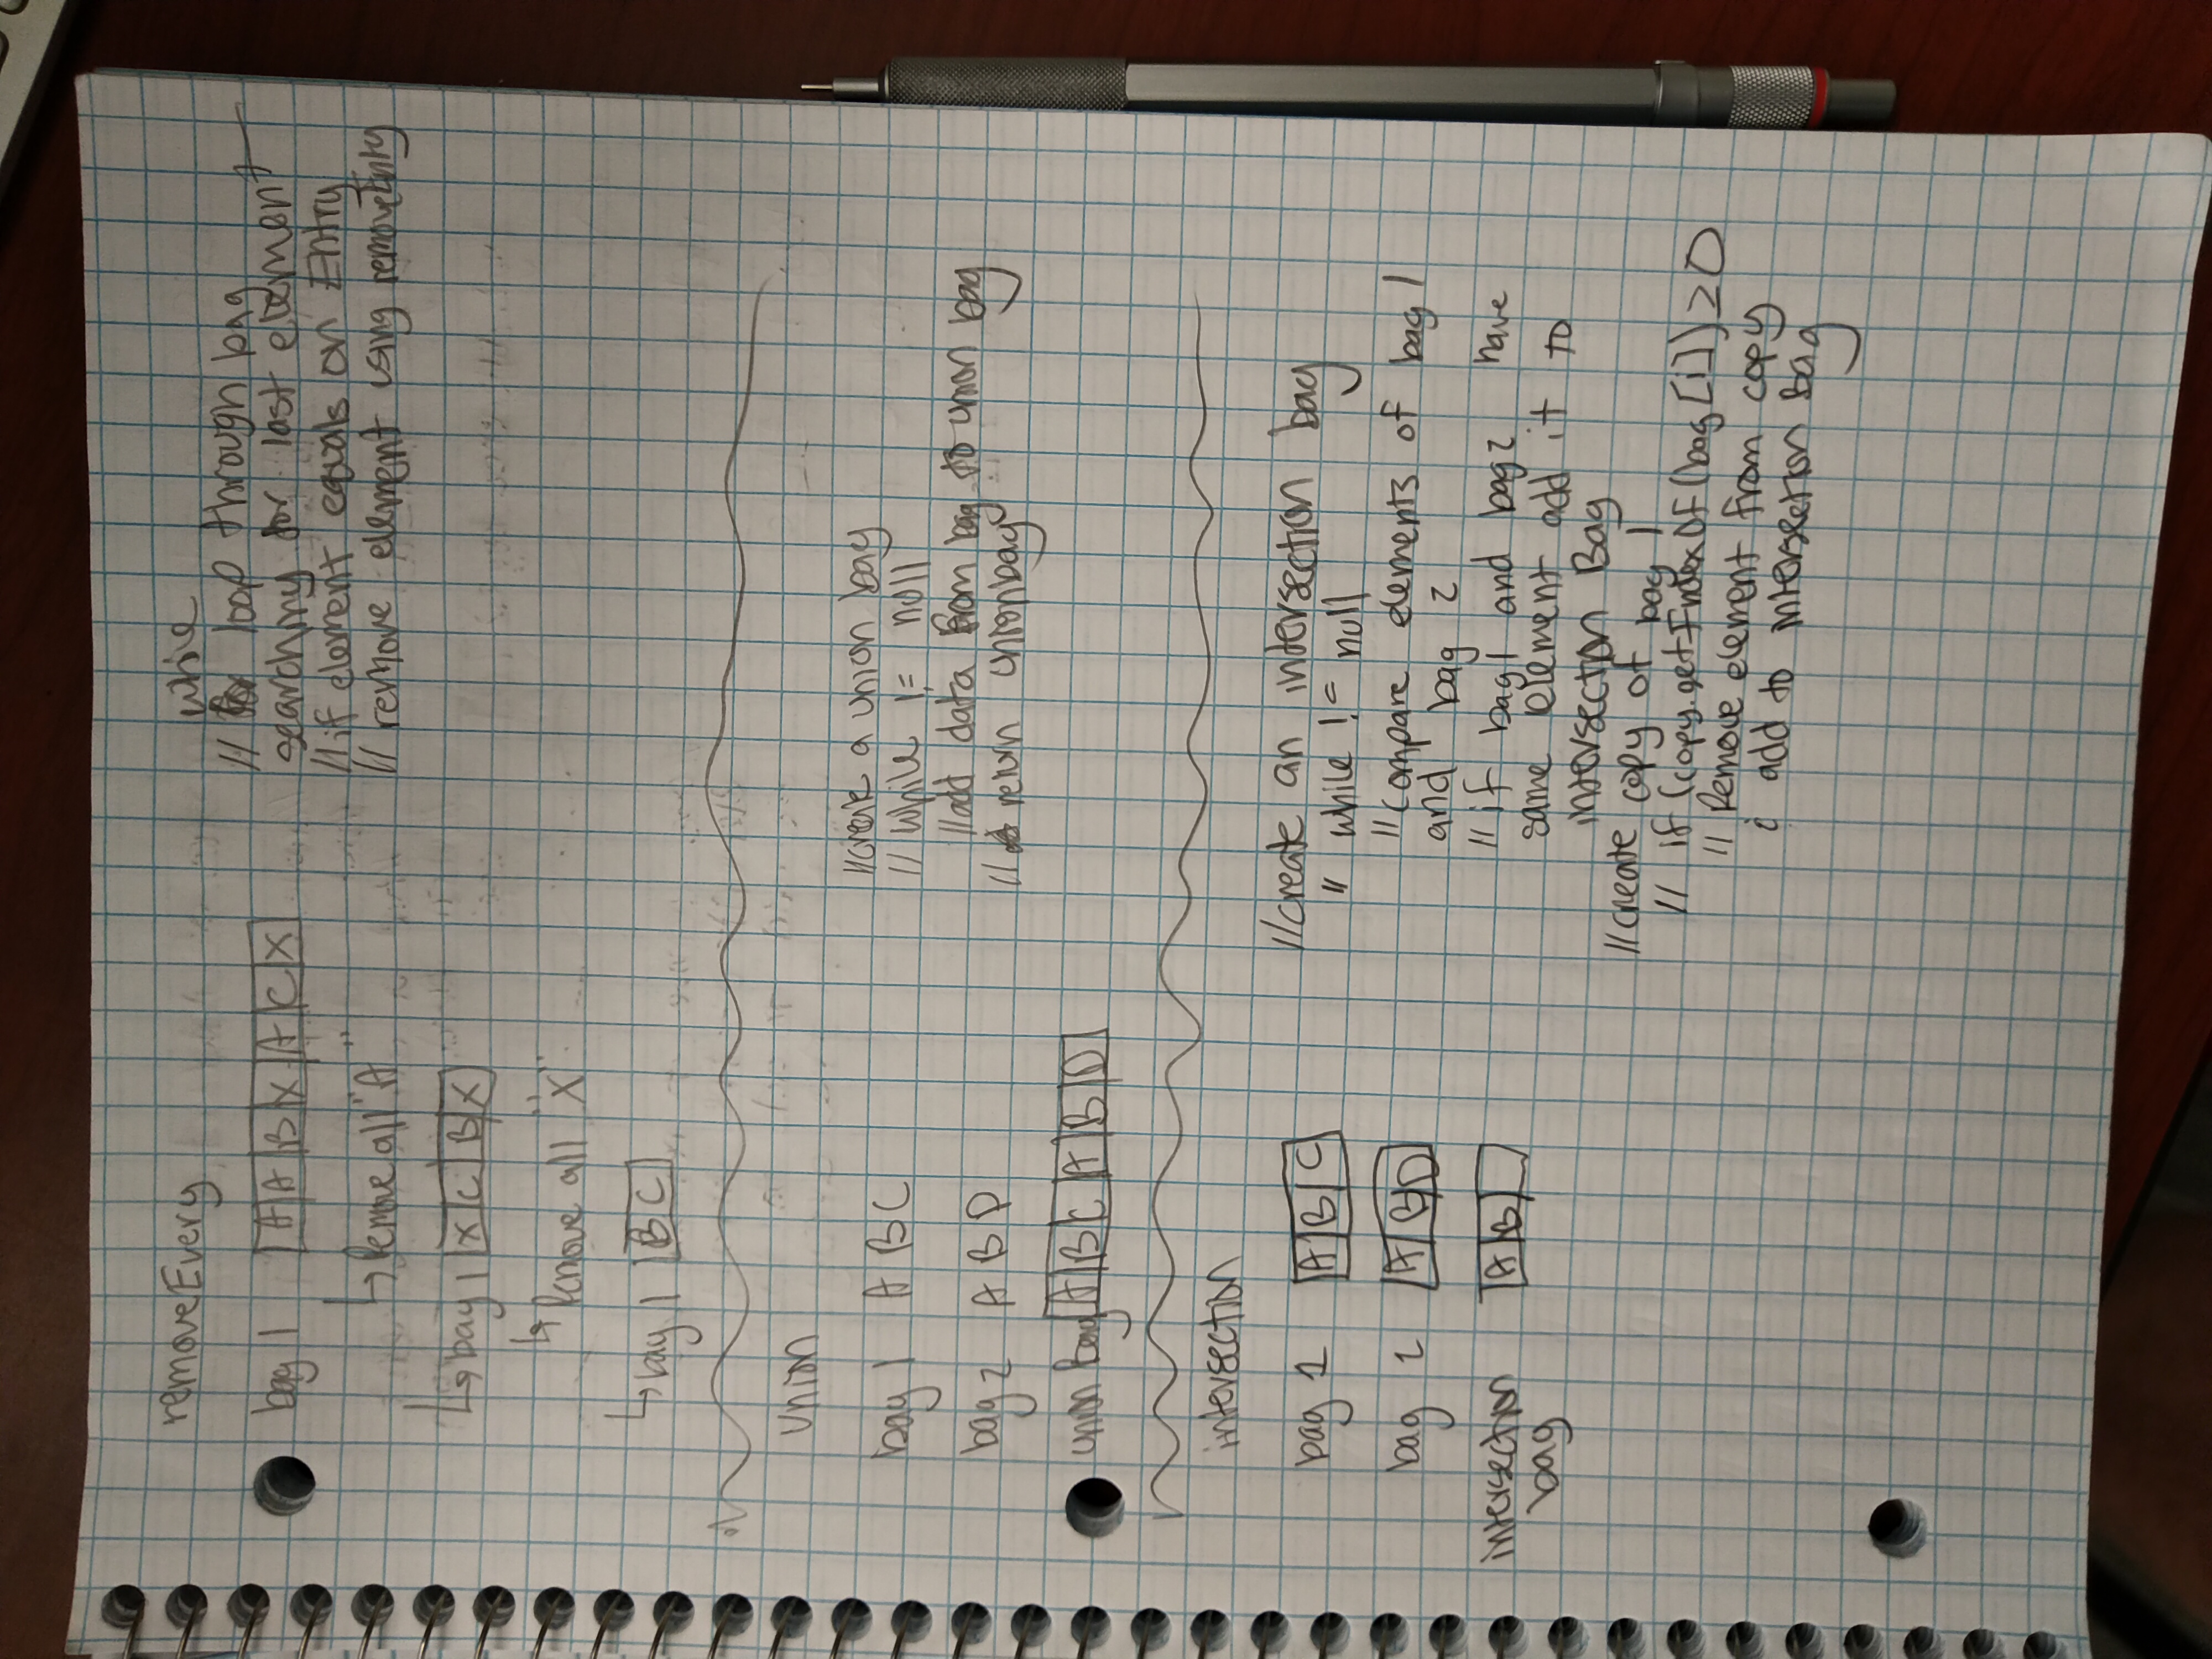 removeEvery
bag 1 A A B X A C X
↳ Remove all "A"
↳ bag 1 X C B X
↳ Remove all "X"
↳ bag 1 B C
while
// for loop through bag
searching for last element
// if element equals an Entry
// remove element using removeEntry
union
bag 1 A B C
bag 2 A B D
union Bag A B C A B D
//create a union bag
// while != null
//add data from bag to union bag
// return unionbag
intersection
bag 1 A B C
bag 2 A B D
intersection A B
bag
//create an intersection bag
// while != null
//compare elements of bag 1
and bag 2
// if bag1 and bag2 have
same element add it to
intersection Bag
//create copy of bag 1
// if (copy.getIndexOf(bag[i]) ≥ 0
// Remove element from copy
& add to intersection Bag